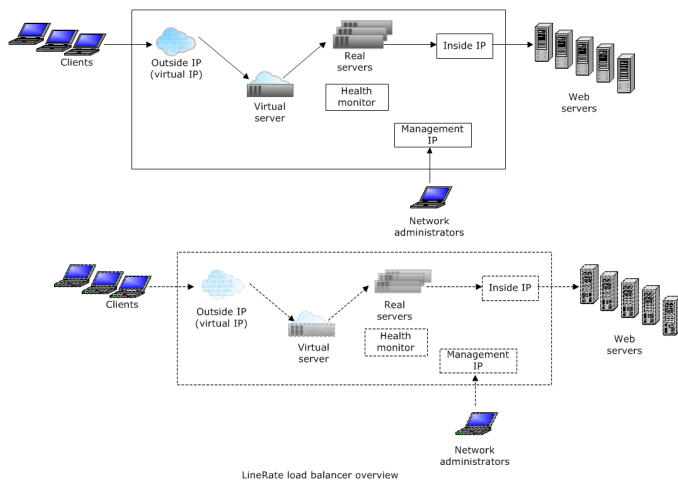 Clients
Outside IP
(virtual IP)
Virtual
server
Real
servers
Health
monitor
Inside IP
Web
servers
Management
IP
Network
administrators
Clients
Outside IP
(virtual IP)
Virtual
server
Real
servers
Health
monitor
Inside IP
Web
servers
Management
IP
Network
administrators
LineRate load balancer overview